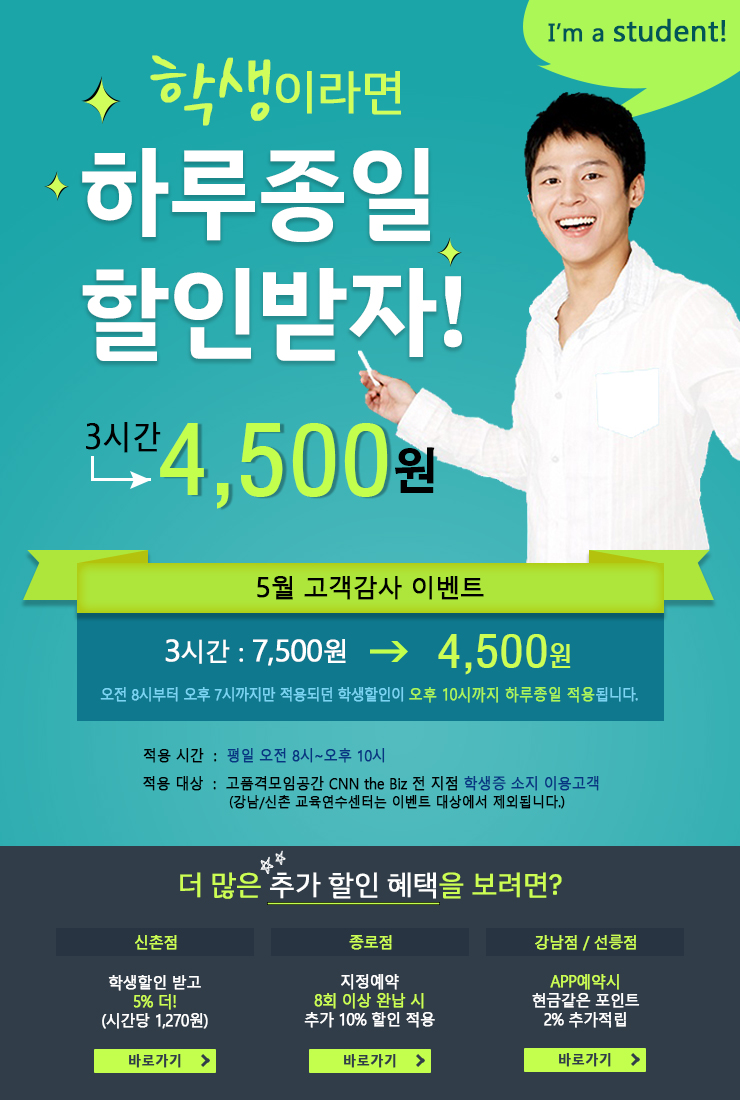 I'm a student!
학생이라면
하루종일
할인받자!
3시간 4,500원
5월 고객감사 이벤트
3시간 : 7,500원 → 4,500원
오전 8시부터 오후 7시까지만 적용되던 학생할인이 오후 10시까지 하루종일 적용됩니다.
적용 시간 : 평일 오전 8시~오후 10시
적용 대상 : 고품격모임공간 CNN the Biz 전 지점 학생증 소지 이용고객
(강남/신촌 교육연수센터는 이벤트 대상에서 제외됩니다.)
더 많은 추가 할인 혜택을 보려면?
신촌점
학생할인 받고
5% 더!
(시간당 1,270원)
바로가기
종로점
지정예약
8회 이상 완납 시
추가 10% 할인 적용
바로가기
강남점 / 선릉점
APP예약시
현금같은 포인트
2% 추가적립
바로가기